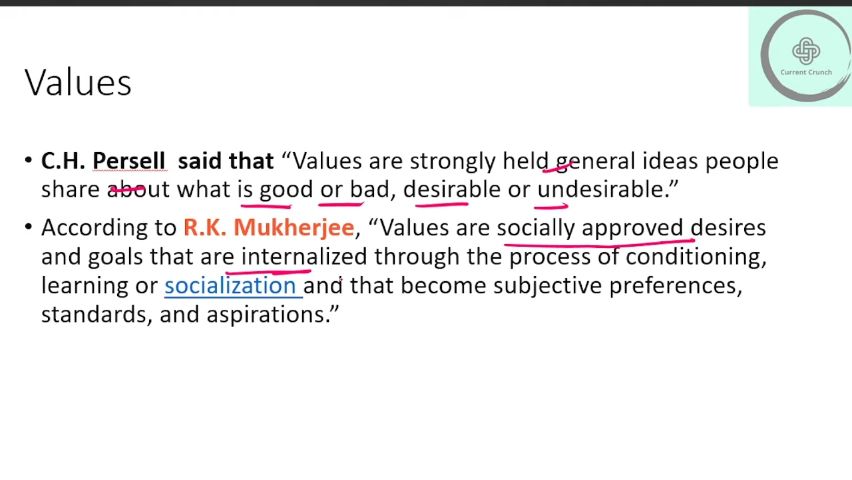 Current Crunch
Values
• C.H. Persell said that “Values are strongly held general ideas people
share about what is good or bad, desirable or undesirable.”
• According to R.K. Mukherjee, “Values are socially approved desires
and goals that are internalized through the process of conditioning,
learning or socialization and that become subjective preferences,
standards, and aspirations.”